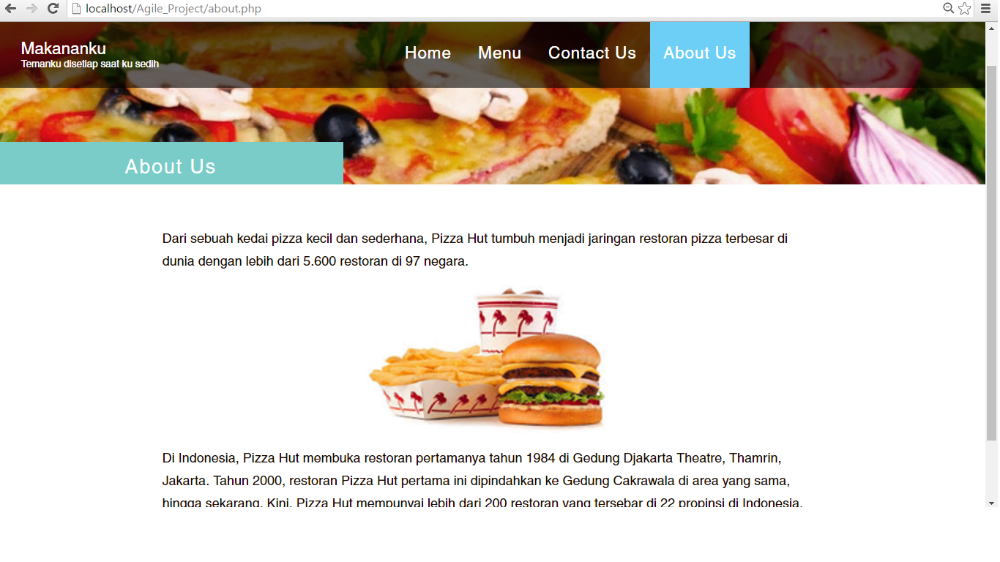 localhost/Agile_Project/about.php
Makananku
Temanku disetiap saat ku sedih
Home Menu Contact Us About Us
About Us
Dari sebuah kedai pizza kecil dan sederhana, Pizza Hut tumbuh menjadi jaringan restoran pizza terbesar di
dunia dengan lebih dari 5.600 restoran di 97 negara.
Di Indonesia, Pizza Hut membuka restoran pertamanya tahun 1984 di Gedung Djakarta Theatre, Thamrin,
Jakarta. Tahun 2000, restoran Pizza Hut pertama ini dipindahkan ke Gedung Cakrawala di area yang sama,
hingga sekarang. Kini, Pizza Hut mempunyai lebih dari 200 restoran yang tersebar di 22 propinsi di Indonesia.